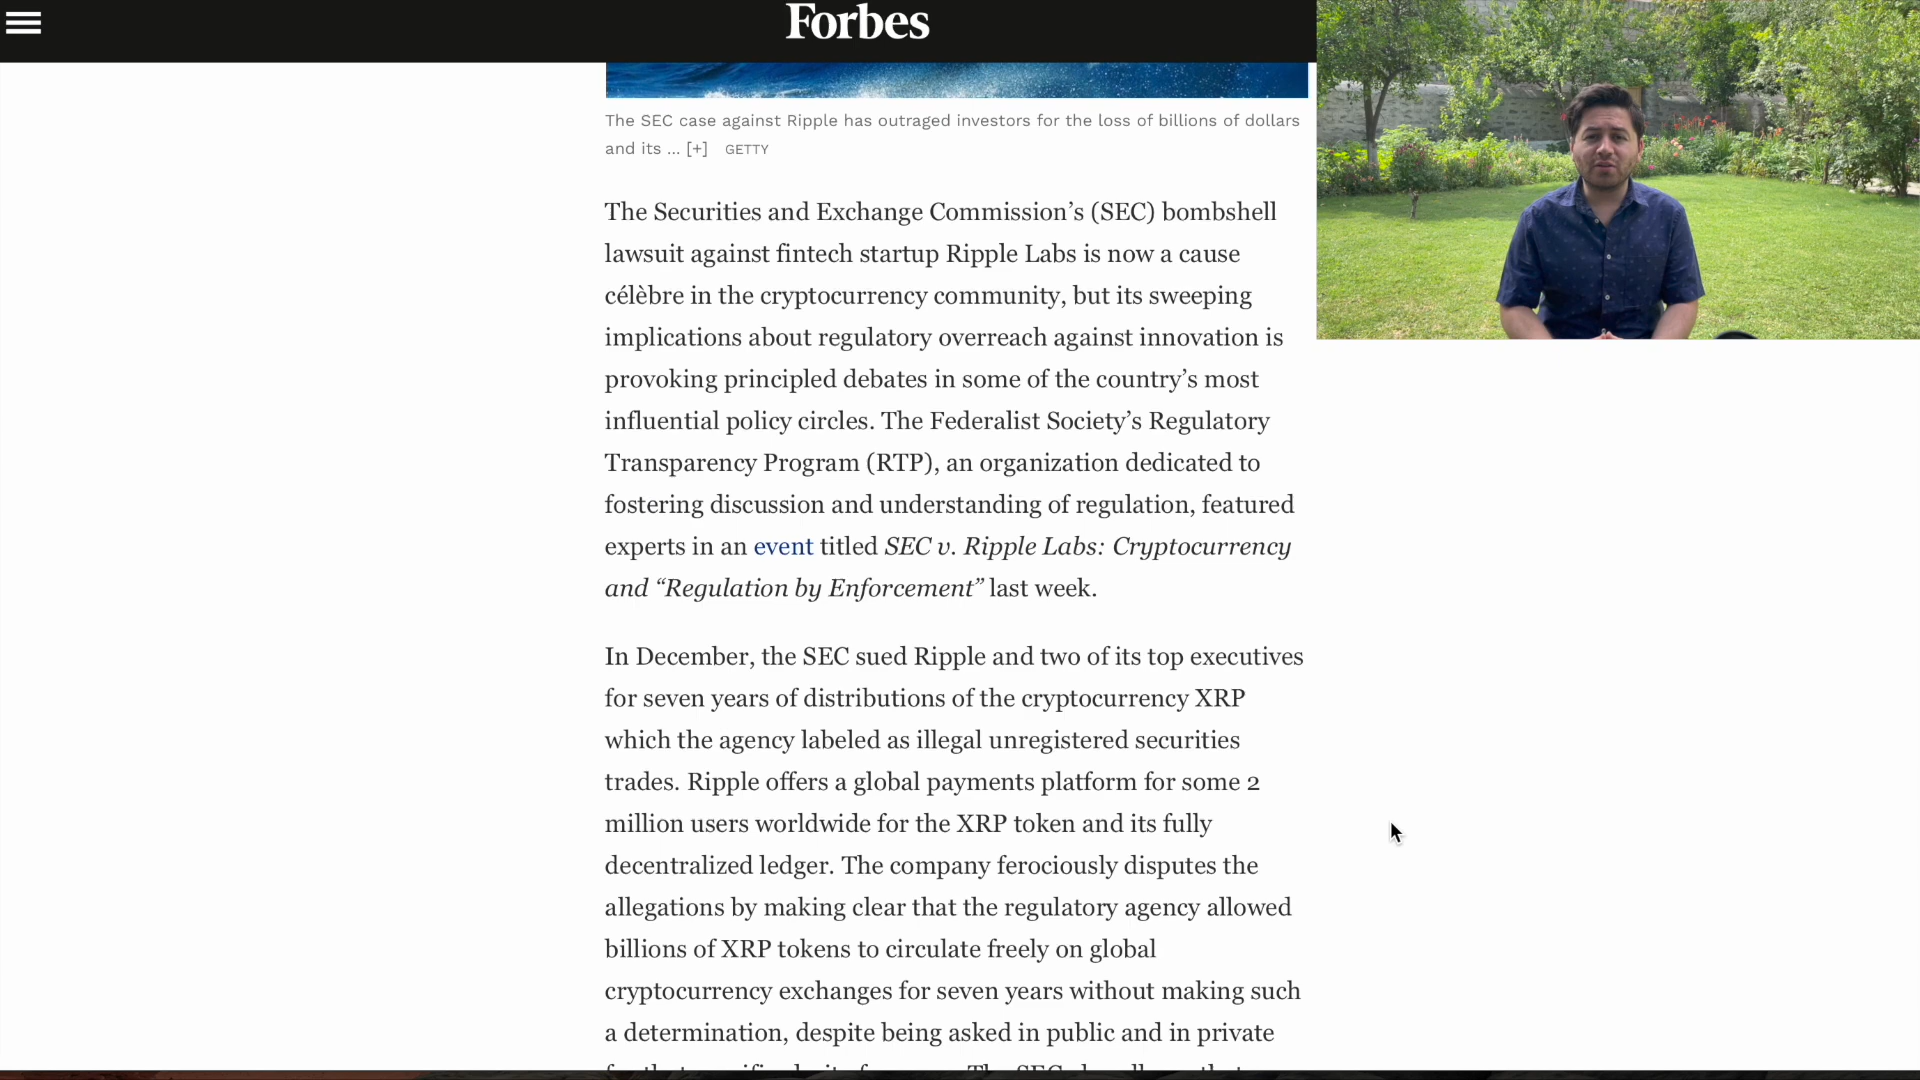 Forbes
The SEC case against Ripple has outraged investors for the loss of billions of dollars
and its ... [+] GETTY
The Securities and Exchange Commission’s (SEC) bombshell
lawsuit against fintech startup Ripple Labs is now a cause
célèbre in the cryptocurrency community, but its sweeping
implications about regulatory overreach against innovation is
provoking principled debates in some of the country’s most
influential policy circles. The Federalist Society’s Regulatory
Transparency Program (RTP), an organization dedicated to
fostering discussion and understanding of regulation, featured
experts in an event titled SEC v. Ripple Labs: Cryptocurrency
and “Regulation by Enforcement” last week.
In December, the SEC sued Ripple and two of its top executives
for seven years of distributions of the cryptocurrency XRP
which the agency labeled as illegal unregistered securities
trades. Ripple offers a global payments platform for some 2
million users worldwide for the XRP token and its fully
decentralized ledger. The company ferociously disputes the
allegations by making clear that the regulatory agency allowed
billions of XRP tokens to circulate freely on global
cryptocurrency exchanges for seven years without making such
a determination, despite being asked in public and in private